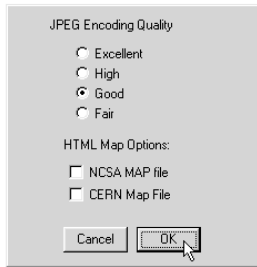 JPEG Encoding Quality
Excellent
High
Good
Fair
HTML Map Options:
NCSA MAP file
CERN Map File
Cancel OK